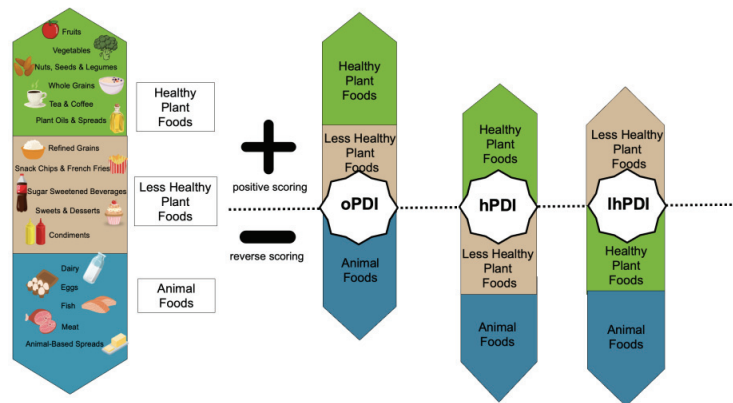 Fruits
Vegetables
Nuts, Seeds & Legumes
Whole Grains
Tea & Coffee
Plant Oils & Spreads
Refined Grains
Snack Chips & French Fries
Sugar Sweetened Beverages
Sweets & Desserts
Condiments
Dairy
Eggs
Fish
Meat
Animal-Based Spreads
Healthy
Plant
Foods
Less Healthy
Plant
Foods
Animal
Foods
positive scoring
reverse scoring
Healthy
Plant
Foods
Less Healthy
Plant
Foods
oPDI
Animal
Foods
Healthy
Plant
Foods
hPDI
Less Healthy
Plant
Foods
Animal
Foods
Less Healthy
Plant
Foods
lhPDI
Healthy
Plant
Foods
Animal
Foods